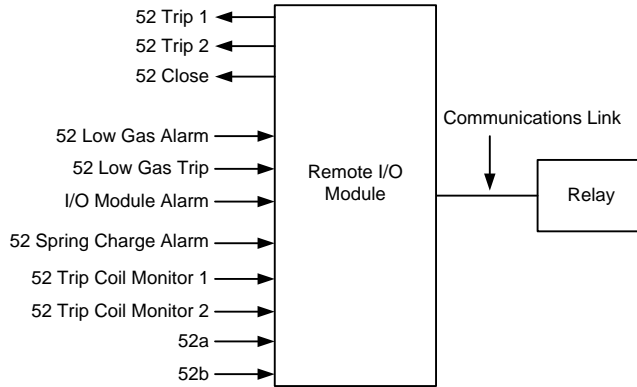 52 Trip 1
52 Trip 2
52 Close
52 Low Gas Alarm
52 Low Gas Trip
I/O Module Alarm
52 Spring Charge Alarm
52 Trip Coil Monitor 1
52 Trip Coil Monitor 2
52a
52b
Remote I/O
Module
Communications Link
Relay